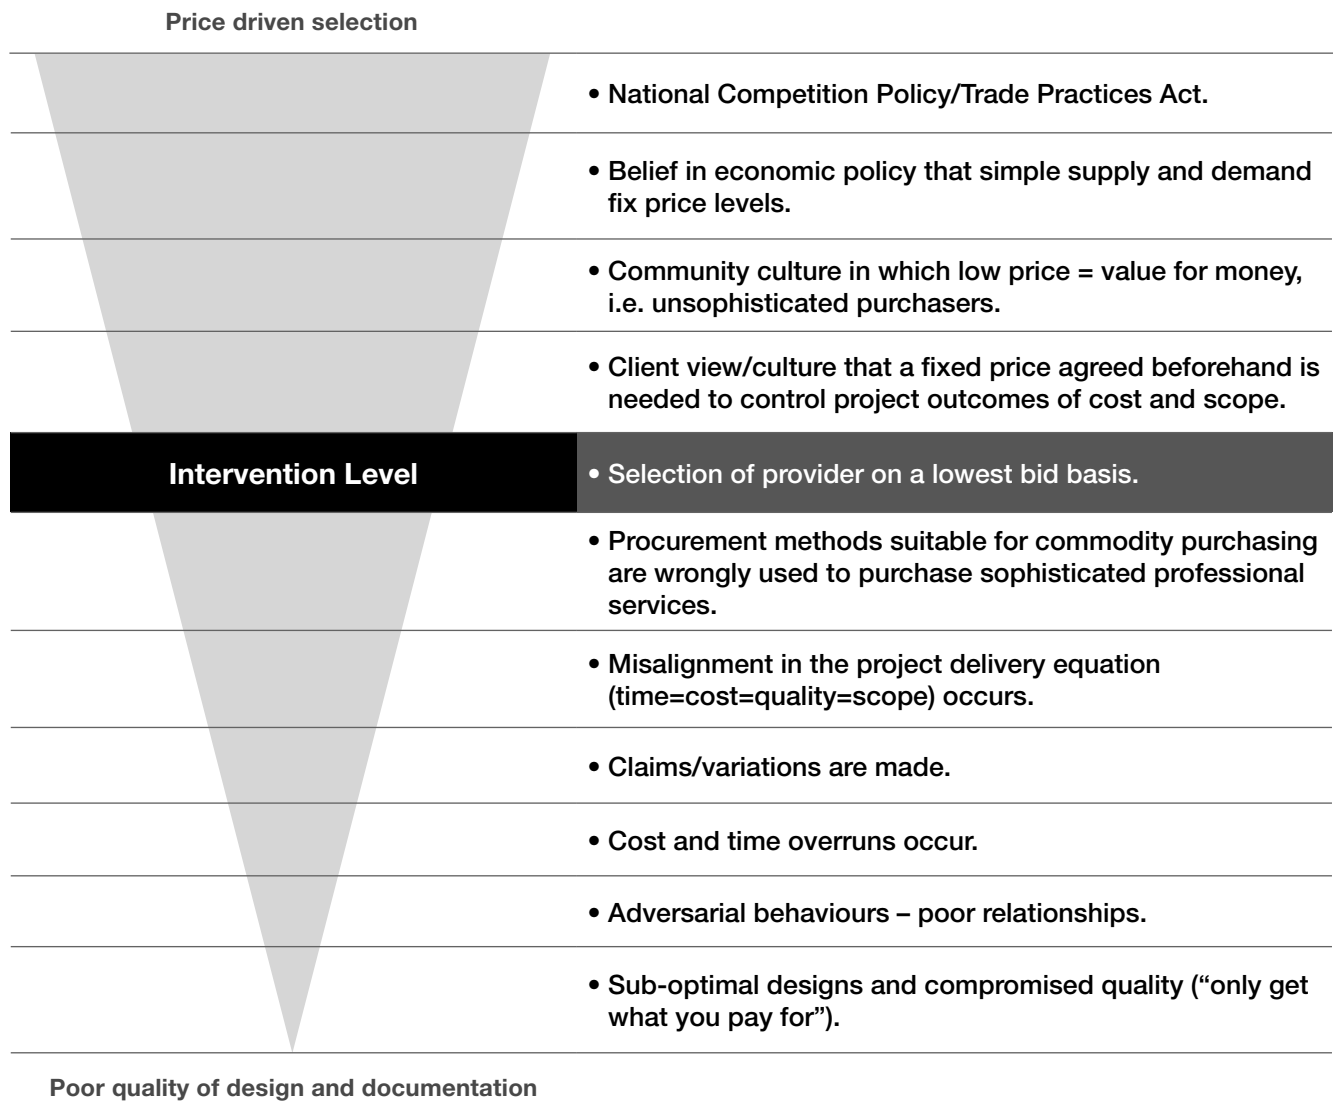 Price driven selection
• National Competition Policy/Trade Practices Act.
• Belief in economic policy that simple supply and demand
fix price levels.
• Community culture in which low price = value for money,
i.e. unsophisticated purchasers.
• Client view/culture that a fixed price agreed beforehand is
needed to control project outcomes of cost and scope.
Intervention Level
• Selection of provider on a lowest bid basis.
• Procurement methods suitable for commodity purchasing
are wrongly used to purchase sophisticated professional
services.
• Misalignment in the project delivery equation
(time=cost=quality=scope) occurs.
• Claims/variations are made.
• Cost and time overruns occur.
• Adversarial behaviours – poor relationships.
• Sub-optimal designs and compromised quality (“only get
what you pay for”).
Poor quality of design and documentation